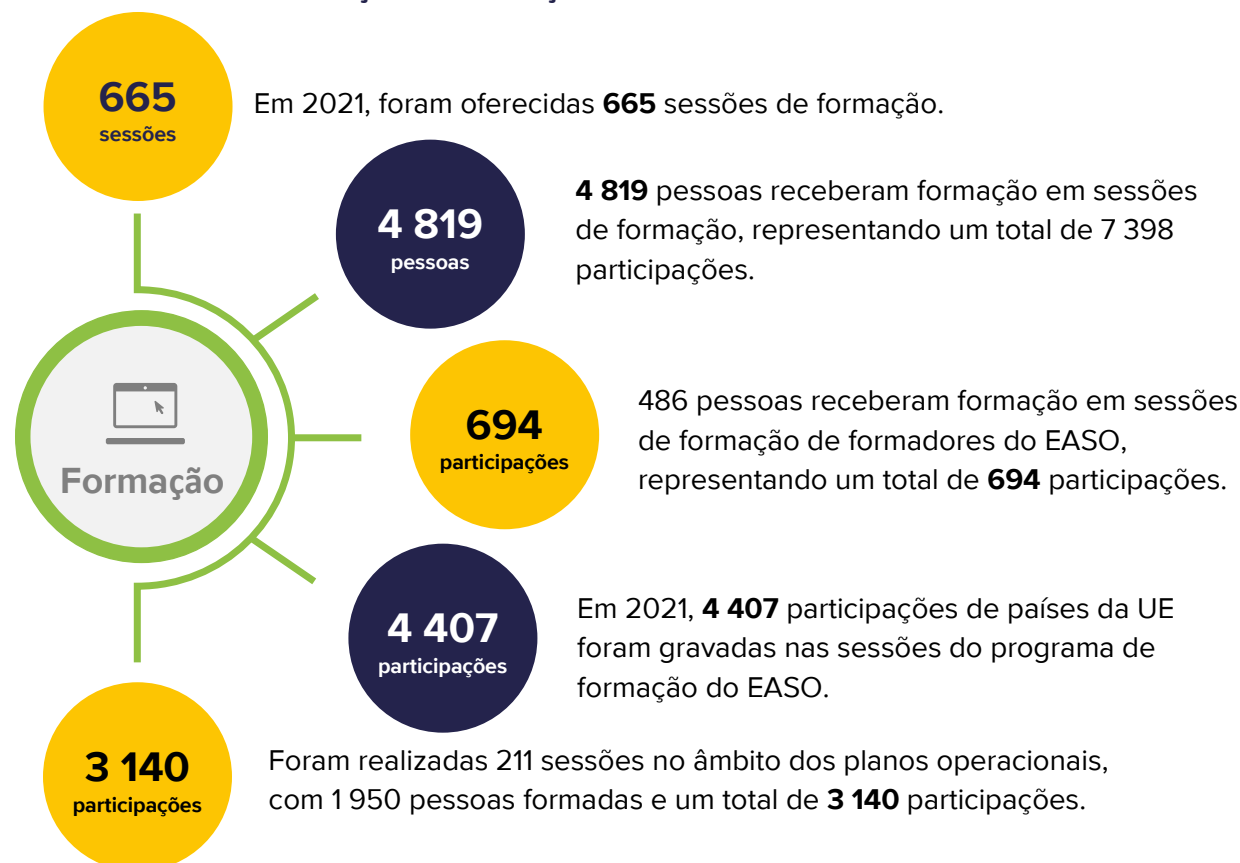 665
sessões
Em 2021, foram oferecidas 665 sessões de formação.
4 819
pessoas
4 819 pessoas receberam formação em sessões
de formação, representando um total de 7 398
participações.
694
participações
486 pessoas receberam formação em sessões
de formação de formadores do EASO,
representando um total de 694 participações.
Formação
4 407
participações
Em 2021, 4 407 participações de países da UE
foram gravadas nas sessões do programa de
formação do EASO.
3 140
participações
Foram realizadas 211 sessões no âmbito dos planos operacionais,
com 1 950 pessoas formadas e um total de 3 140 participações.